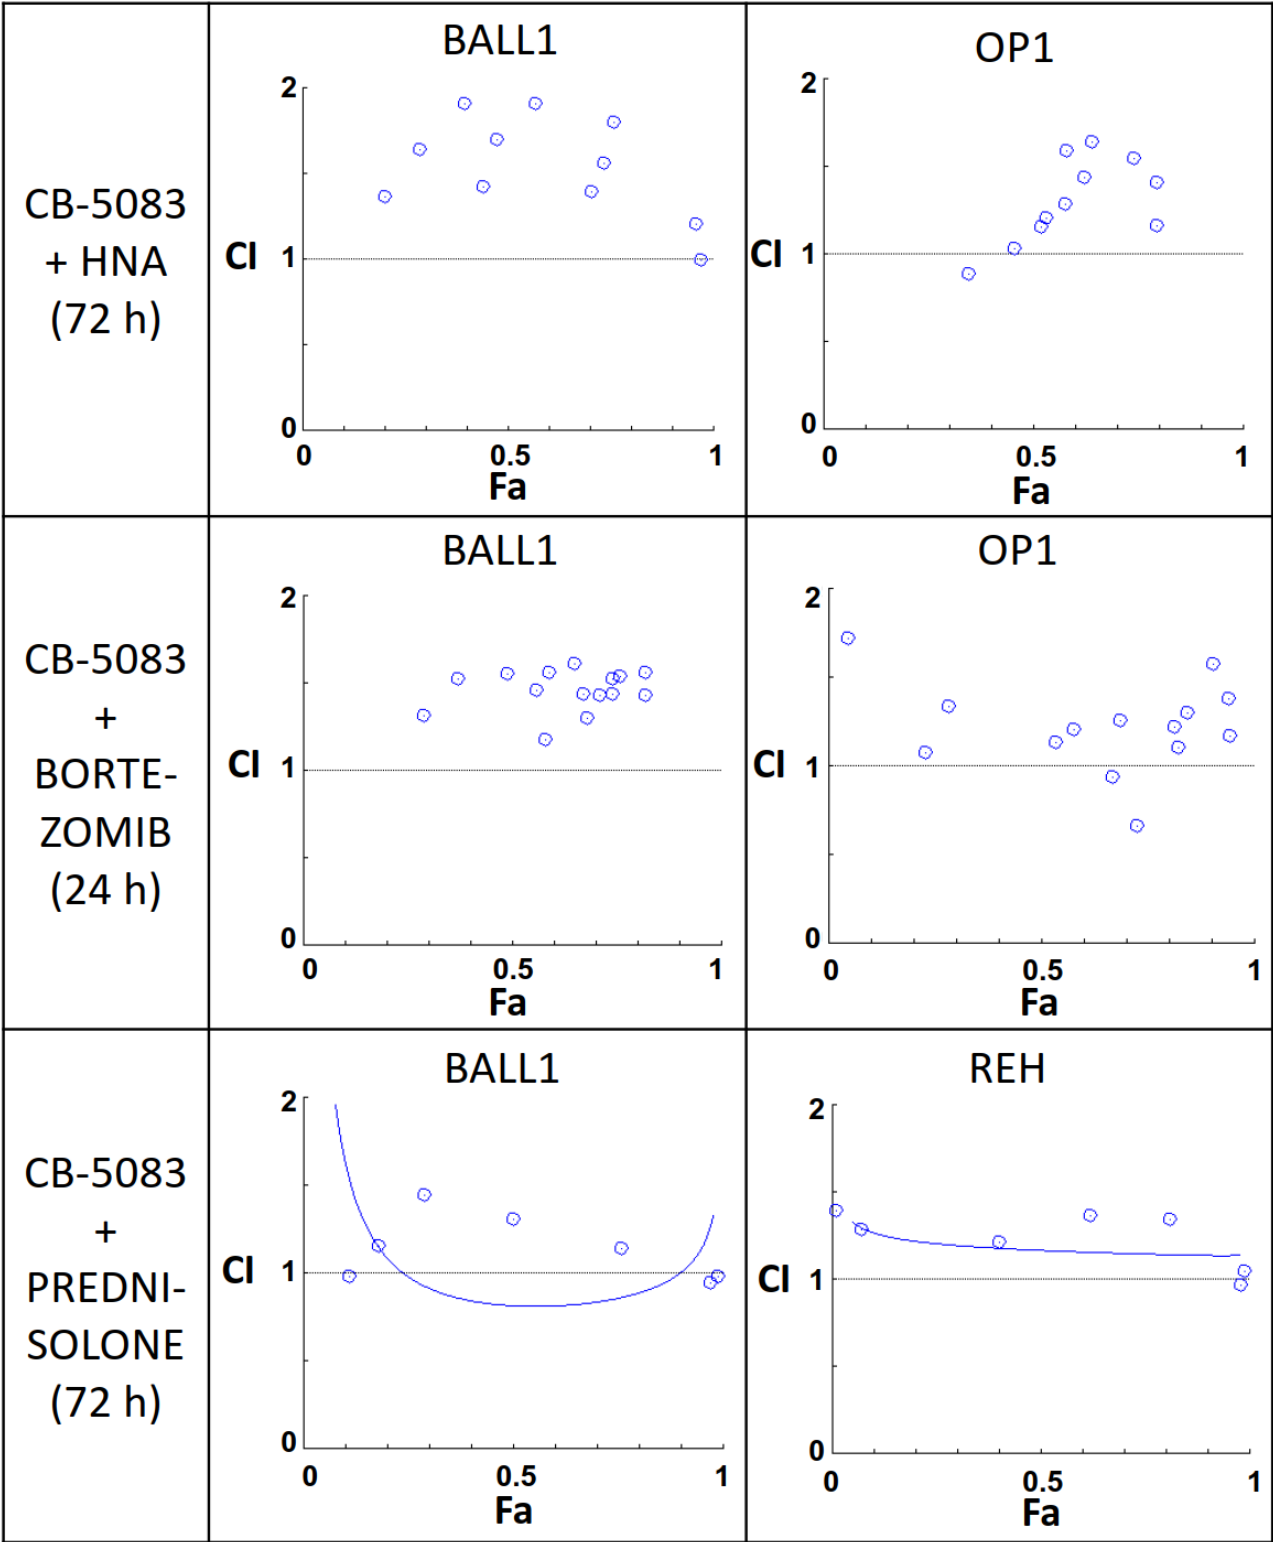 CB-5083
+ HNA
(72 h)
BALL1
2
CI 1
0
0 0.5 1
Fa
OP1
2
CI 1
0
0 0.5 1
Fa
CB-5083
+
BORTE-
ZOMIB
(24 h)
BALL1
2
CI 1
0
0 0.5 1
Fa
OP1
2
CI 1
0
0 0.5 1
Fa
CB-5083
+
PREDNI-
SOLONE
(72 h)
BALL1
2
CI 1
0
0 0.5 1
Fa
REH
2
CI 1
0
0 0.5 1
Fa